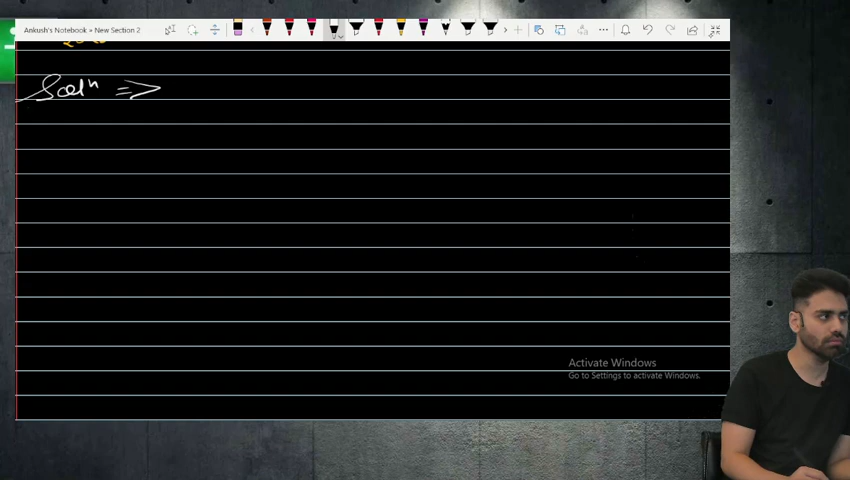 Ankush's Notebook » New Section 2
Solⁿ =>
Activate Windows
Go to Settings to activate Windows.